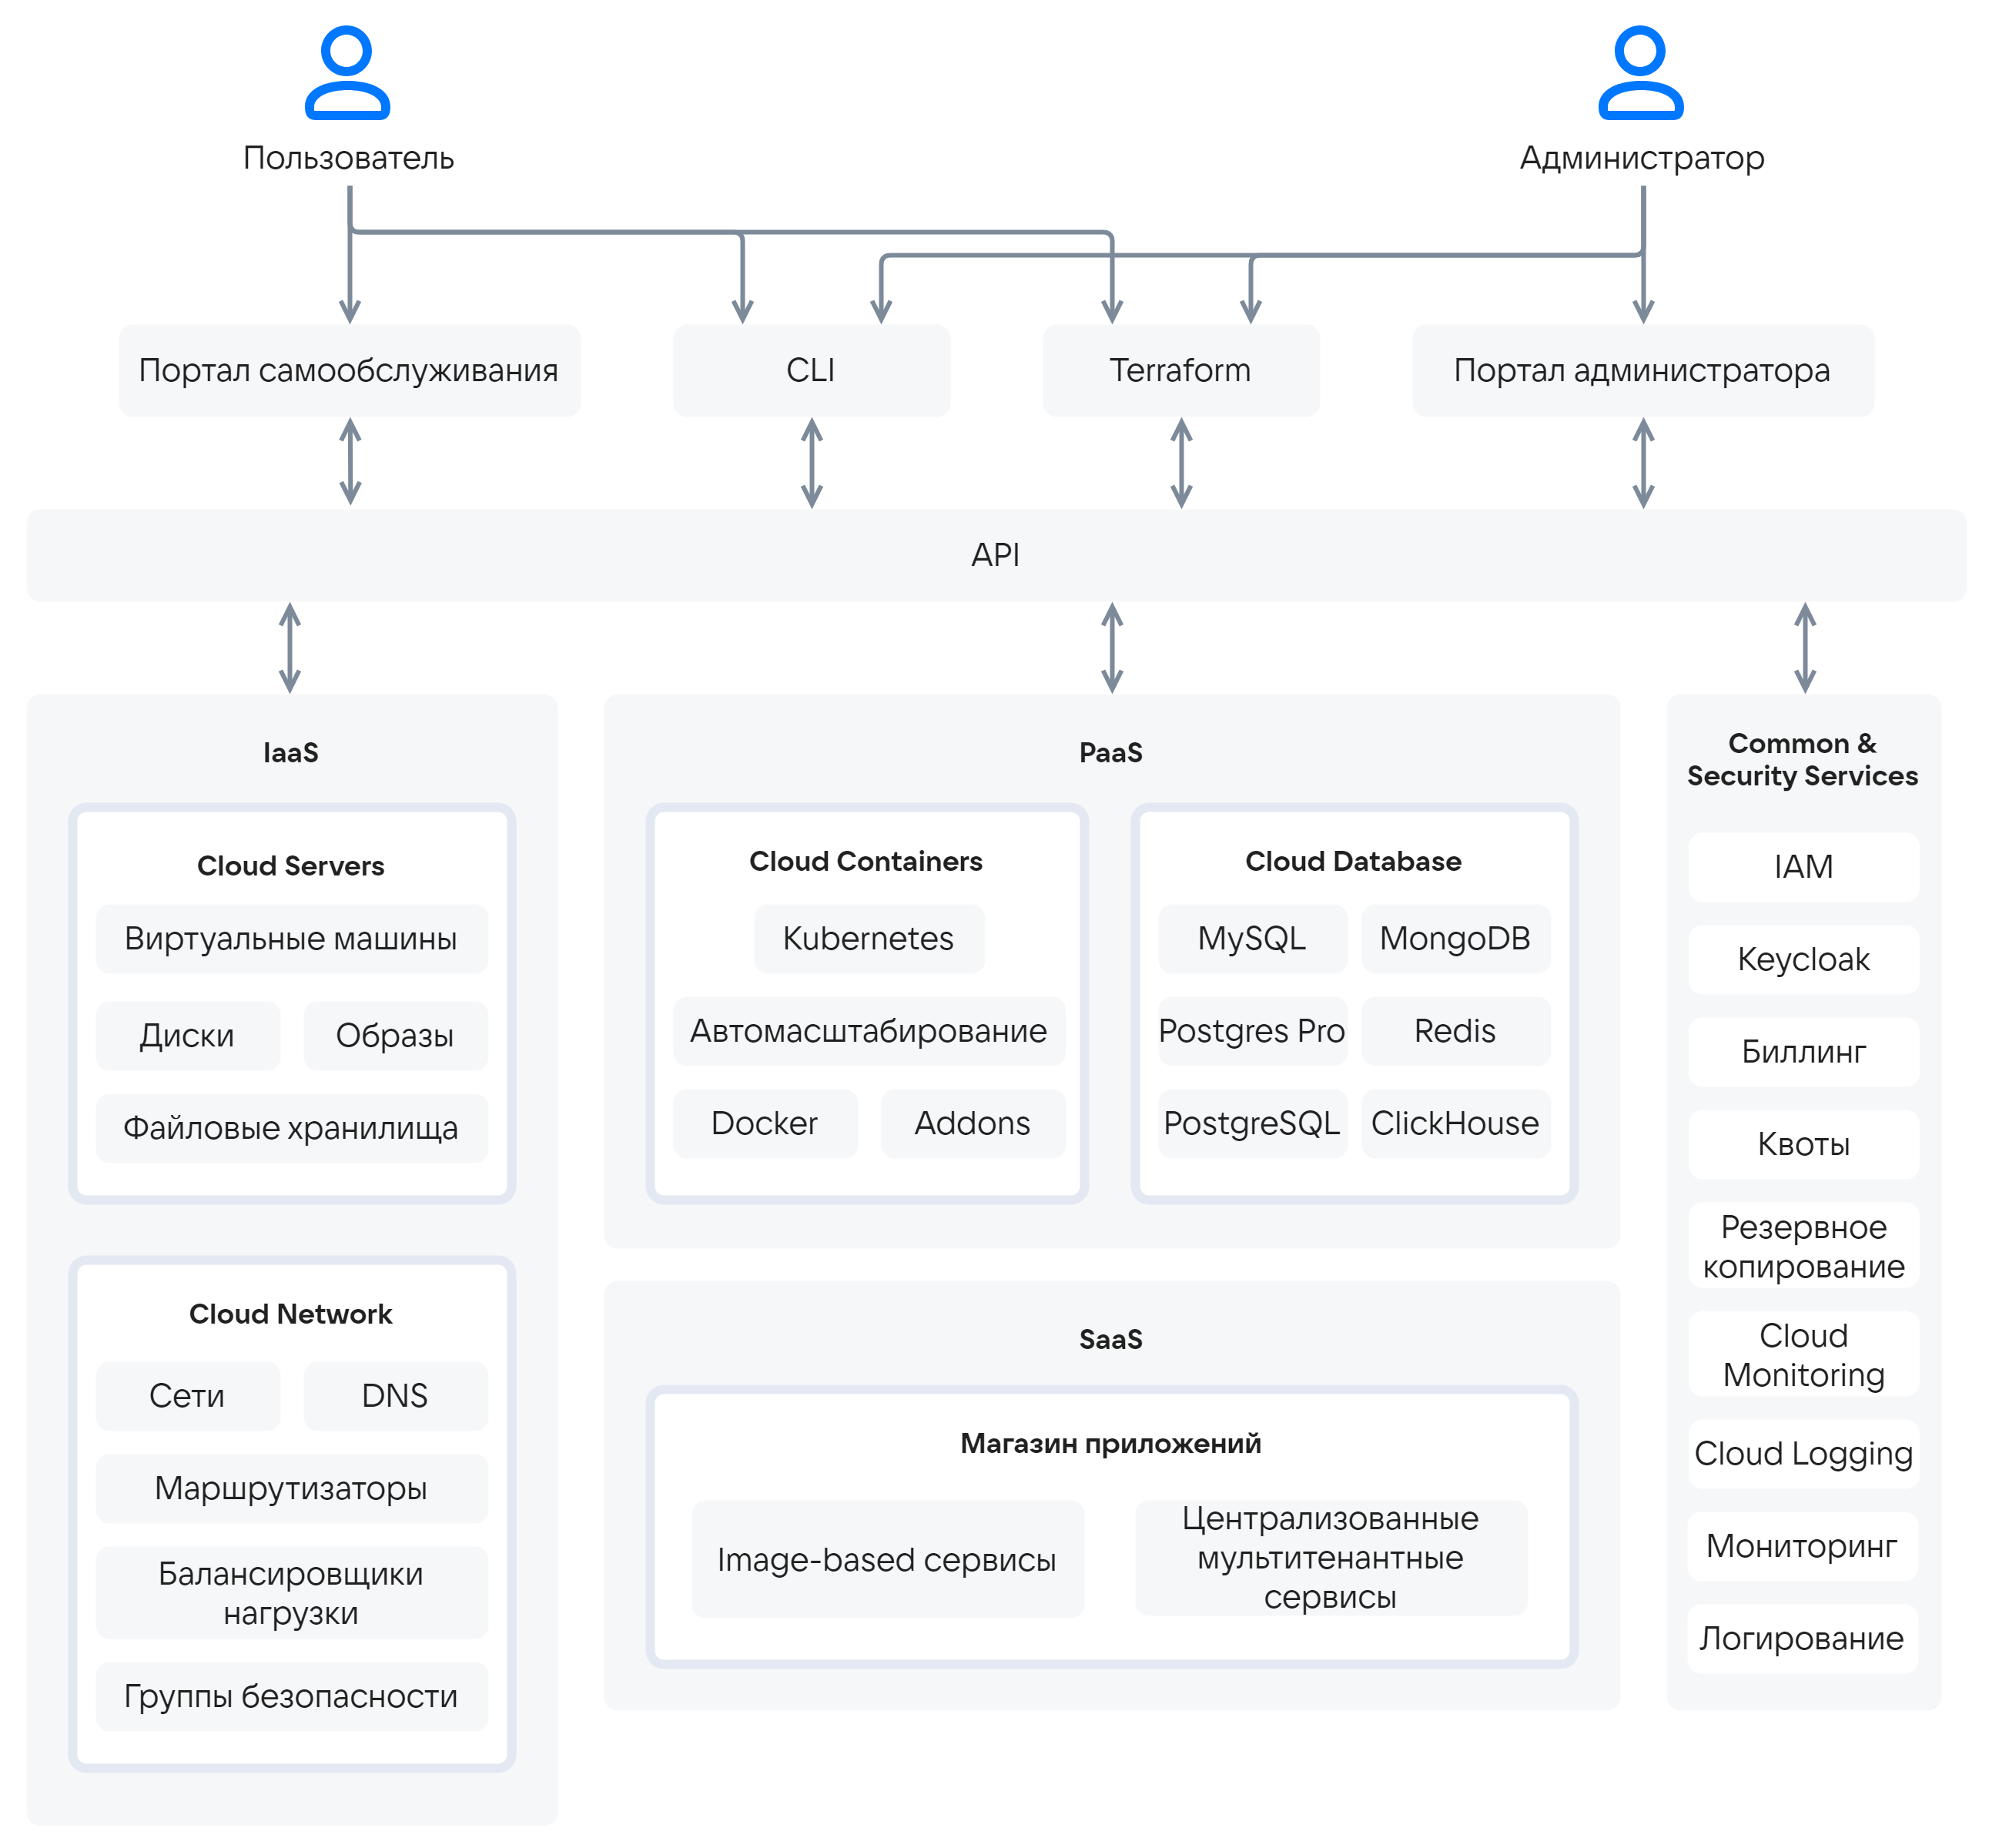 Пользователь
Администратор
Портал самообслуживания
CLI
Terraform
Портал администратора
API
IaaS
Cloud Servers
Виртуальные машины
Диски
Образы
Файловые хранилища
Cloud Network
Сети
DNS
Маршрутизаторы
Балансировщики
нагрузки
Группы безопасности
PaaS
Cloud Containers
Kubernetes
Автомасштабирование
Docker
Addons
Cloud Database
MySQL
MongoDB
Postgres Pro
Redis
PostgreSQL
ClickHouse
SaaS
Магазин приложений
Image-based сервисы
Централизованные
мультитенантные
сервисы
Common &
Security Services
IAM
Keycloak
Биллинг
Квоты
Резервное
копирование
Cloud
Monitoring
Cloud Logging
Мониторинг
Логирование